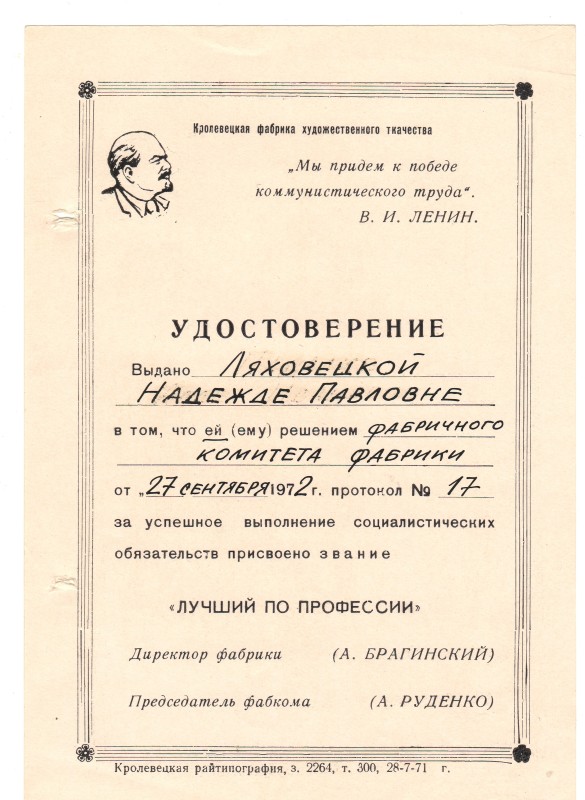 Кролевецкая фабрика художественного ткачества
„Мы придем к победе
коммунистического труда“.
В. И. ЛЕНИН.
УДОСТОВЕРЕНИЕ
Выдано Ляховецкой
Надежде Павловне
в том, что ей (ему) решением фабричного
комитета фабрики
от „27 сентября 1972 г. протокол № 17
за успешное выполнение социалистических
обязательств присвоено звание
«ЛУЧШИЙ ПО ПРОФЕССИИ»
Директор фабрики (А. БРАГИНСКИЙ)
Председатель фабкома (А. РУДЕНКО)
Кролевецкая райтипография, з. 2264, т. 300, 28-7-71 г.